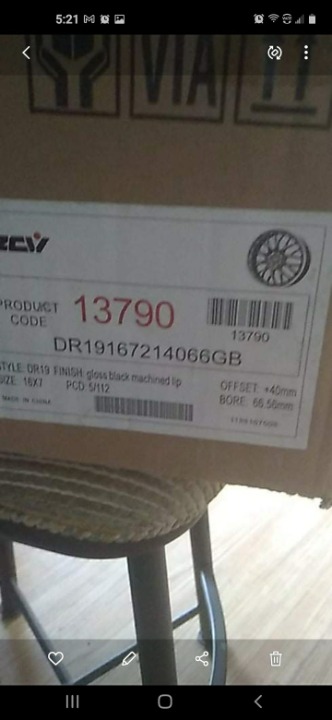 5:21
VIA
PRODUCT
CODE
13790
13790
DR19167214066GB
STYLE: DR19 FINISH: gloss black machined lip
SIZE: 16X7 PCD: 5/112
OFFSET: +40mm
BORE: 66.56mm
MADE IN CHINA